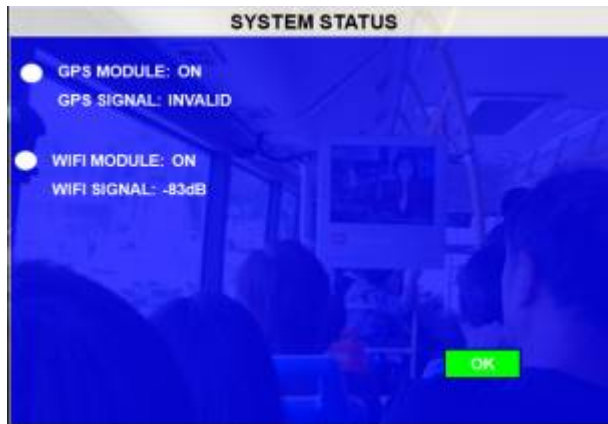 SYSTEM STATUS
GPS MODULE: ON
GPS SIGNAL: INVALID
WIFI MODULE: ON
WIFI SIGNAL: -83dB
OK